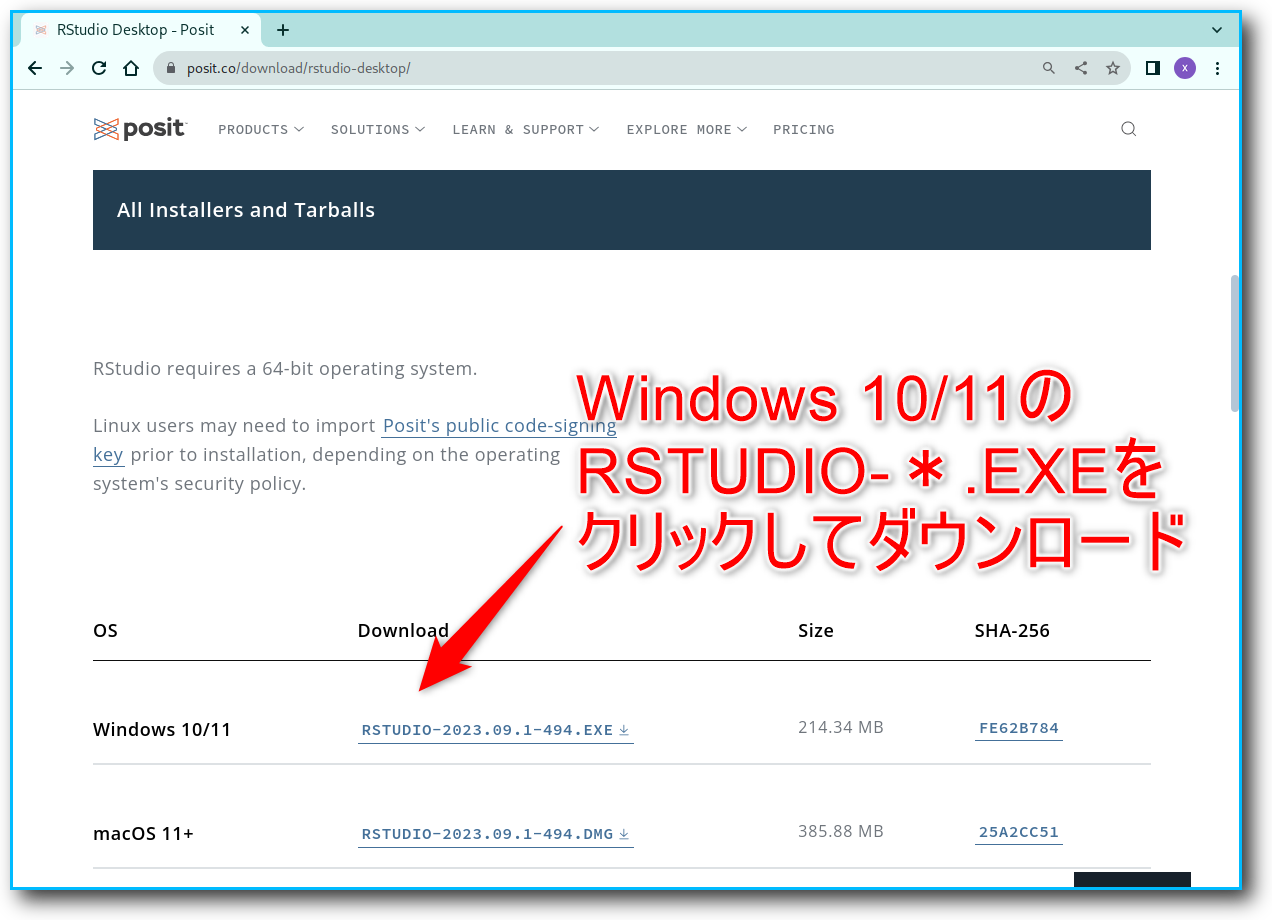 RStudio Desktop - Posit
posit.co/download/rstudio-desktop/
X
posit
PRODUCTS SOLUTIONS LEARN & SUPPORT EXPLORE MORE PRICING
All Installers and Tarballs
RStudio requires a 64-bit operating system.
Linux users may need to import Posit's public code-signing
key prior to installation, depending on the operating
system's security policy.
Windows 10/11の
RSTUDIO-＊.EXEを
クリックしてダウンロード
OS Download Size SHA-256
Windows 10/11 RSTUDIO-2023.09.1-494.EXE 214.34 MB FE62B784
macOS 11+ RSTUDIO-2023.09.1-494.DMG 385.88 MB 25A2CC51